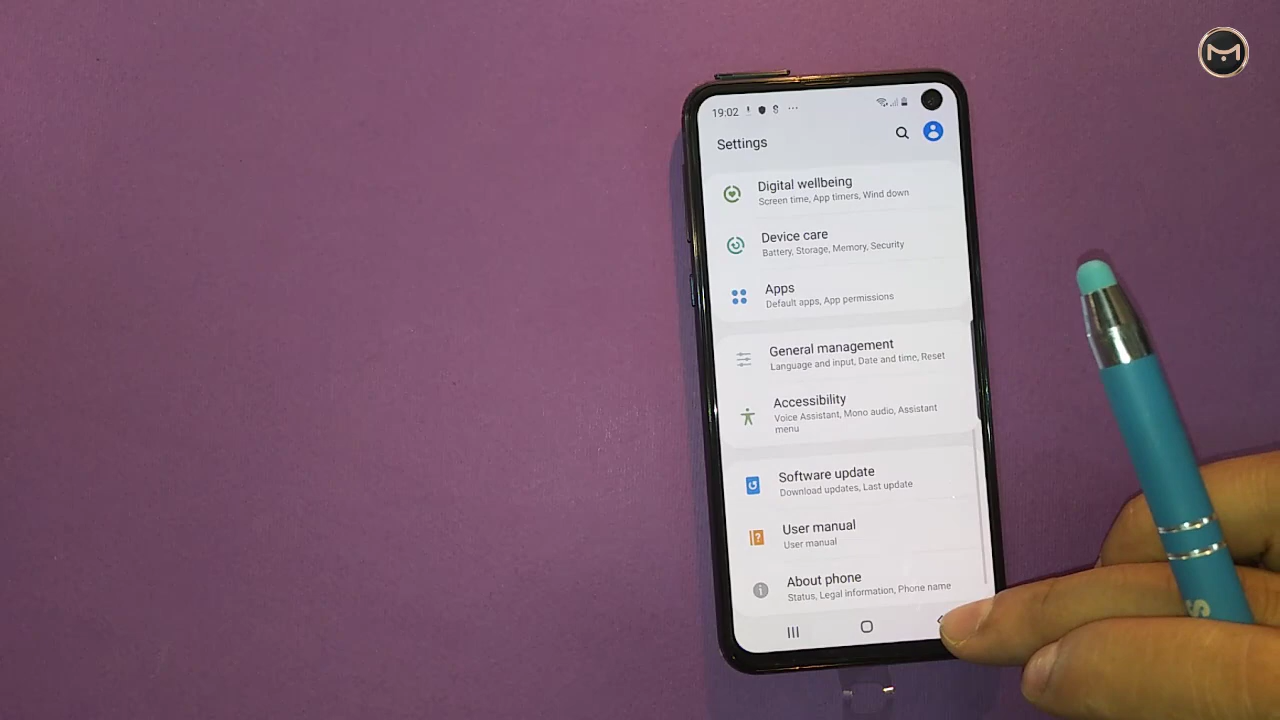 19:02
Settings
Digital wellbeing
Screen time, App timers, Wind down
Device care
Battery, Storage, Memory, Security
Apps
Default apps, App permissions
General management
Language and input, Date and time, Reset
Accessibility
Voice Assistant, Mono audio, Assistant
menu
Software update
Download updates, Last update
User manual
User manual
About phone
Status, Legal information, Phone name